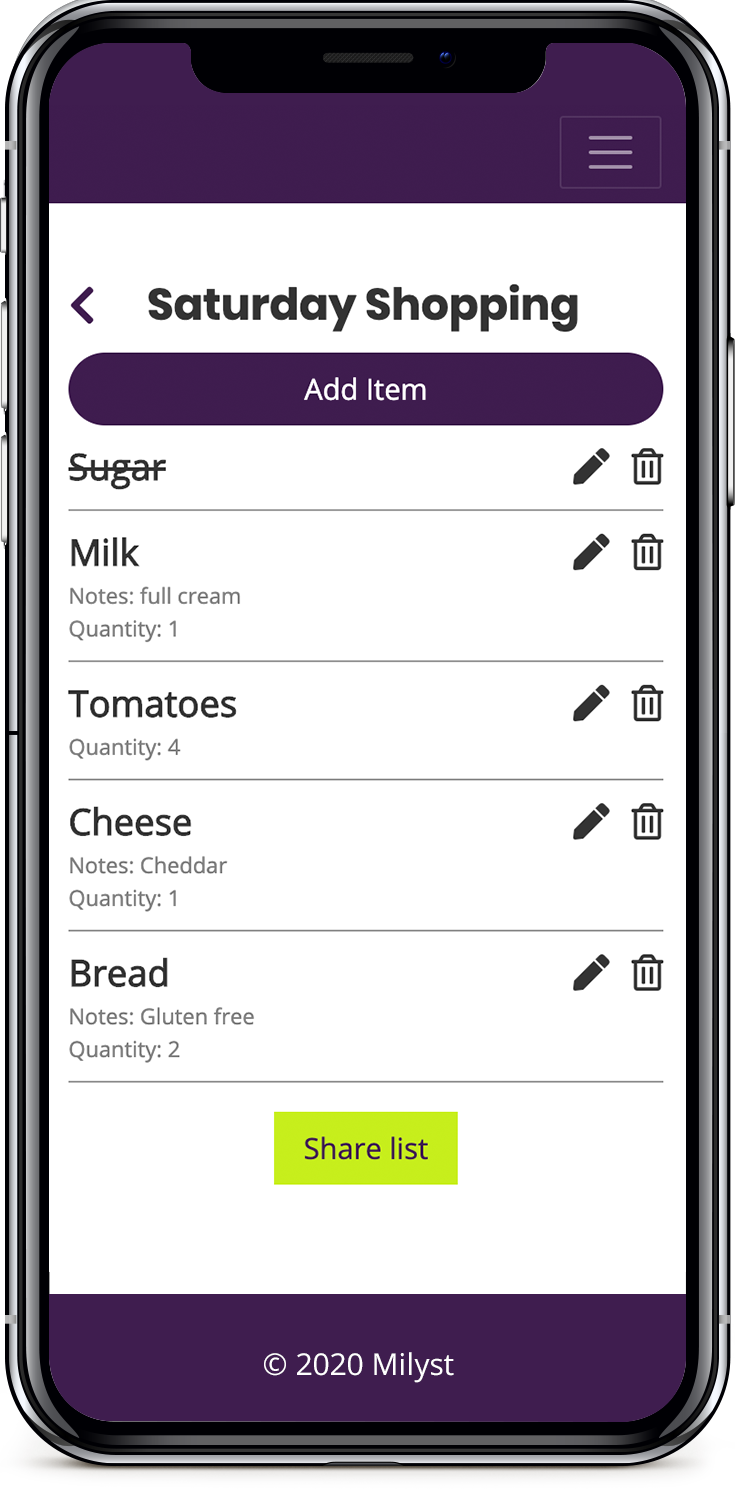 Saturday Shopping
Add Item
Sugar
Milk
Notes: full cream
Quantity: 1
Tomatoes
Quantity: 4
Cheese
Notes: Cheddar
Quantity: 1
Bread
Notes: Gluten free
Quantity: 2
Share list
© 2020 Milyst